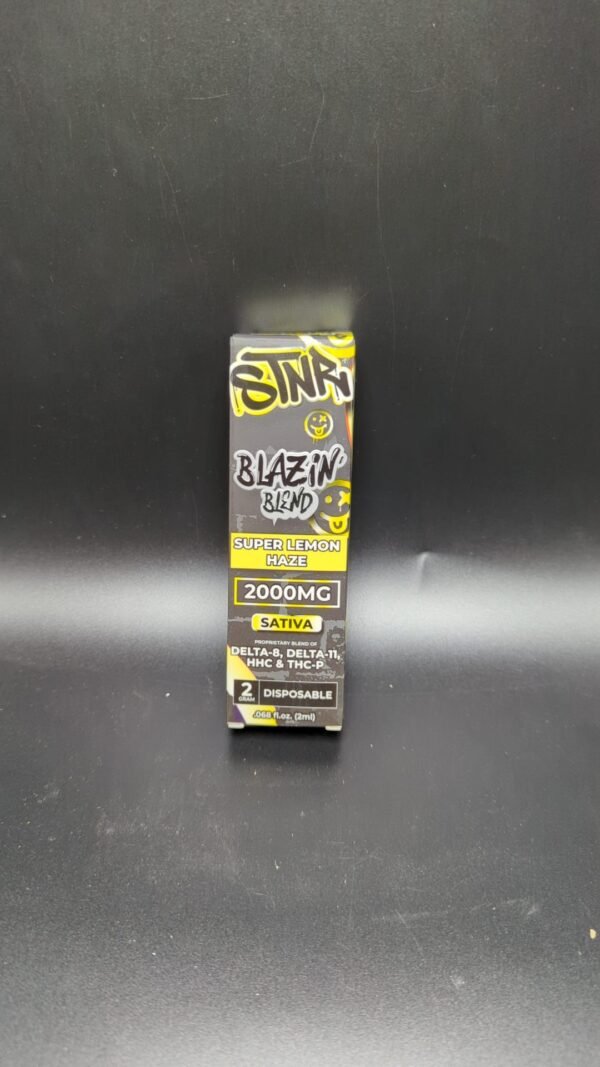 STNR
BLAZIN'
BLEND
SUPER LEMON
HAZE
2000MG
SATIVA
PROPRIETARY BLEND OF
DELTA-8, DELTA-11,
HHC & THC-P
2
GRAM
DISPOSABLE
.068 fl.oz. (2ml)